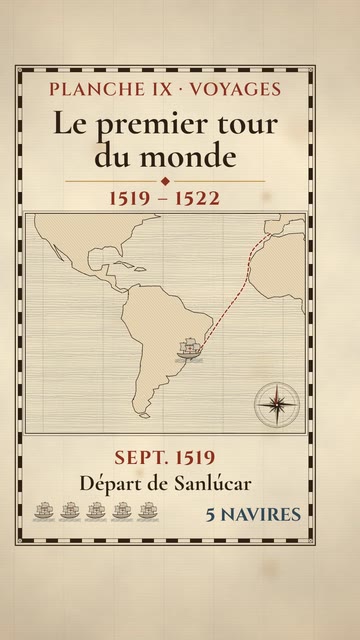 PLANCHE IX · VOYAGES
Le premier tour
du monde
1519 – 1522
SEPT. 1519
Départ de Sanlúcar
5 NAVIRES